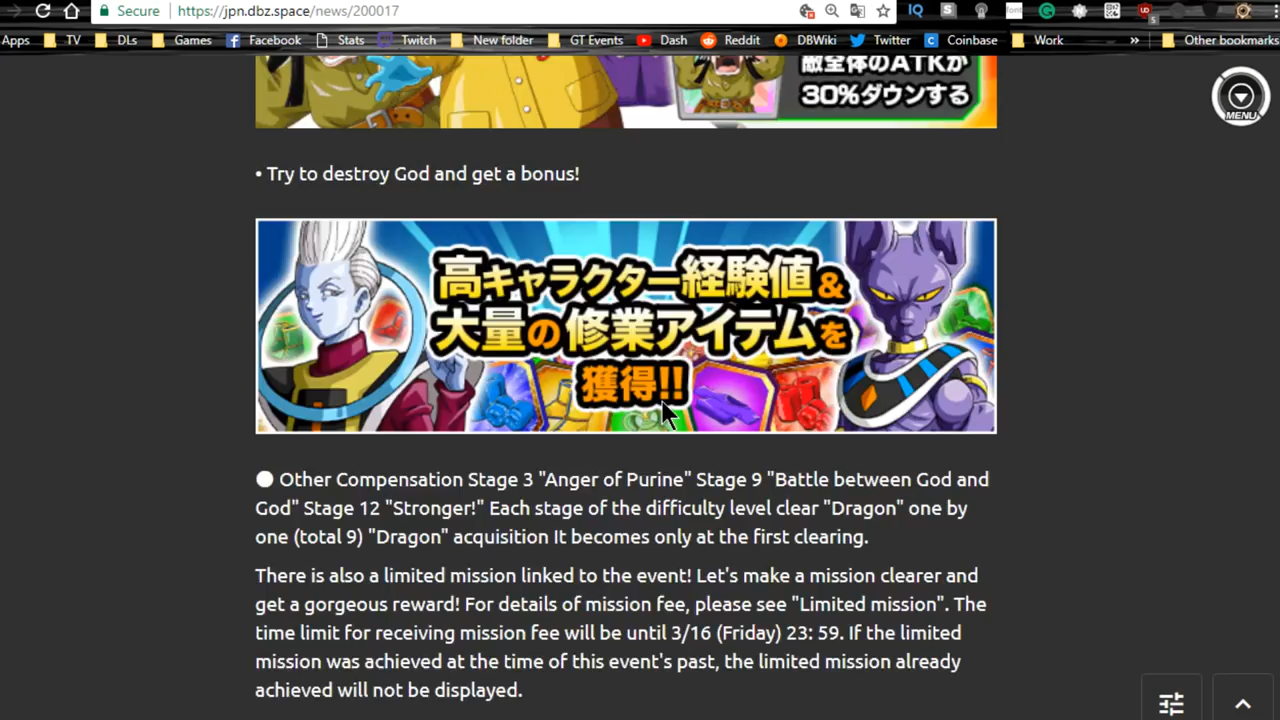 Secure
https://jpn.dbz.space/news/200017
Apps TV DLs Games Facebook Stats Twitch New folder GT Events Dash Reddit DBWiki Twitter Coinbase Work » Other bookmarks
敵全体のATKが
30%ダウンする
MENU
• Try to destroy God and get a bonus!
高キャラクター経験値&
大量の修業アイテムを
獲得!!
Other Compensation Stage 3 "Anger of Purine" Stage 9 "Battle between God and
God" Stage 12 "Stronger!" Each stage of the difficulty level clear "Dragon" one by
one (total 9) "Dragon" acquisition It becomes only at the first clearing.
There is also a limited mission linked to the event! Let's make a mission clearer and
get a gorgeous reward! For details of mission fee, please see "Limited mission". The
time limit for receiving mission fee will be until 3/16 (Friday) 23: 59. If the limited
mission was achieved at the time of this event's past, the limited mission already
achieved will not be displayed.